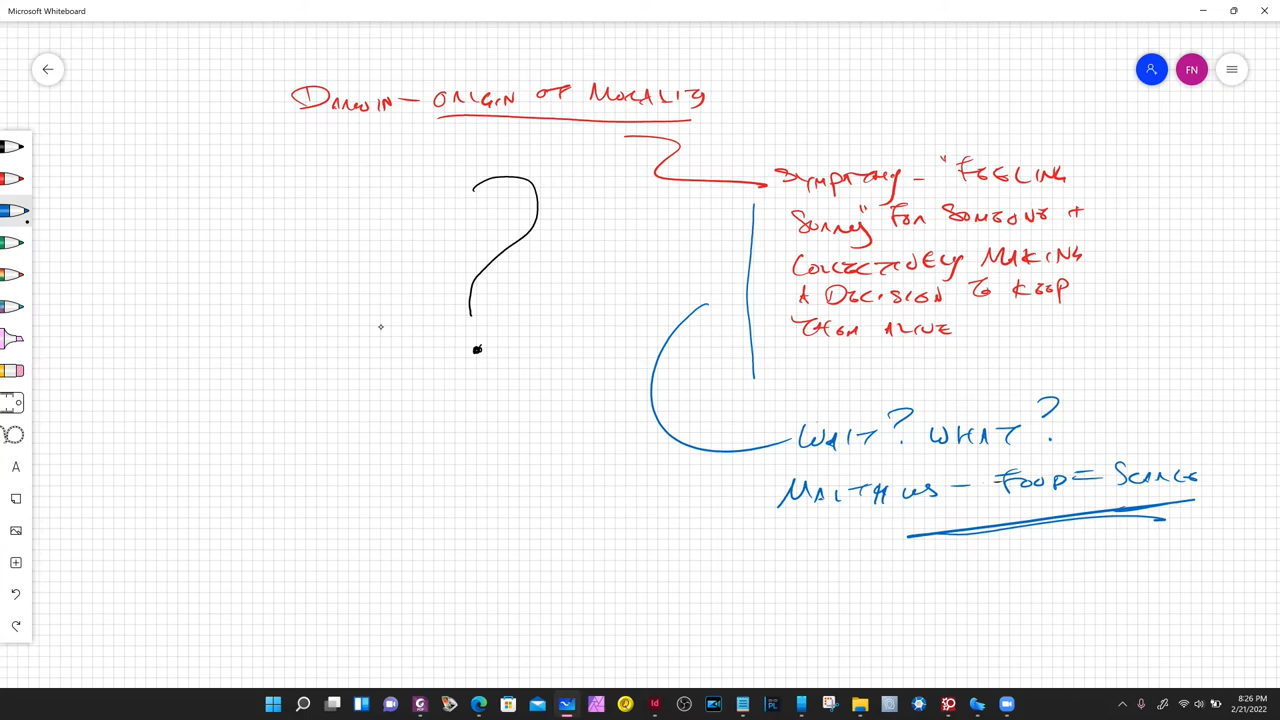 Microsoft Whiteboard
FN
DARWIN — ORIGIN OF MORALITY
SYMPATHY — "FEELING
SORRY" FOR SOMEONE +
COLLECTIVELY MAKING
A DECISION TO KEEP
THEM ALIVE
?
WAIT? WHAT?
MALTHUS — FOOD = SCARCE
A
8:26 PM
2/21/2022